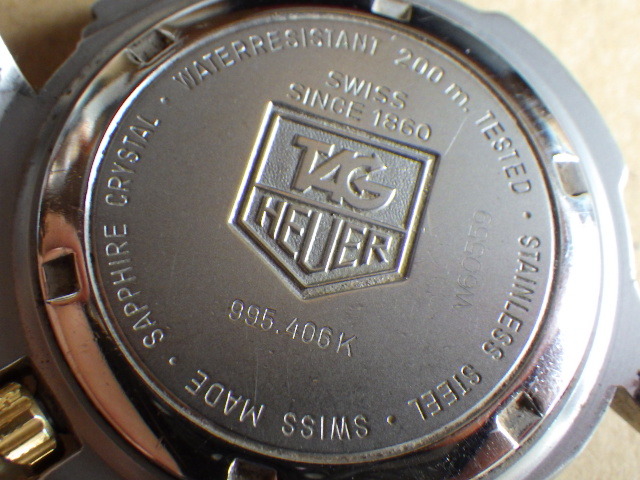 WATERRESISTANT 200 m. TESTED · STAINLESS STEEL · SWISS MADE · SAPPHIRE CRYSTAL ·
SWISS
SINCE 1860
TAG
HEUER
995.406K